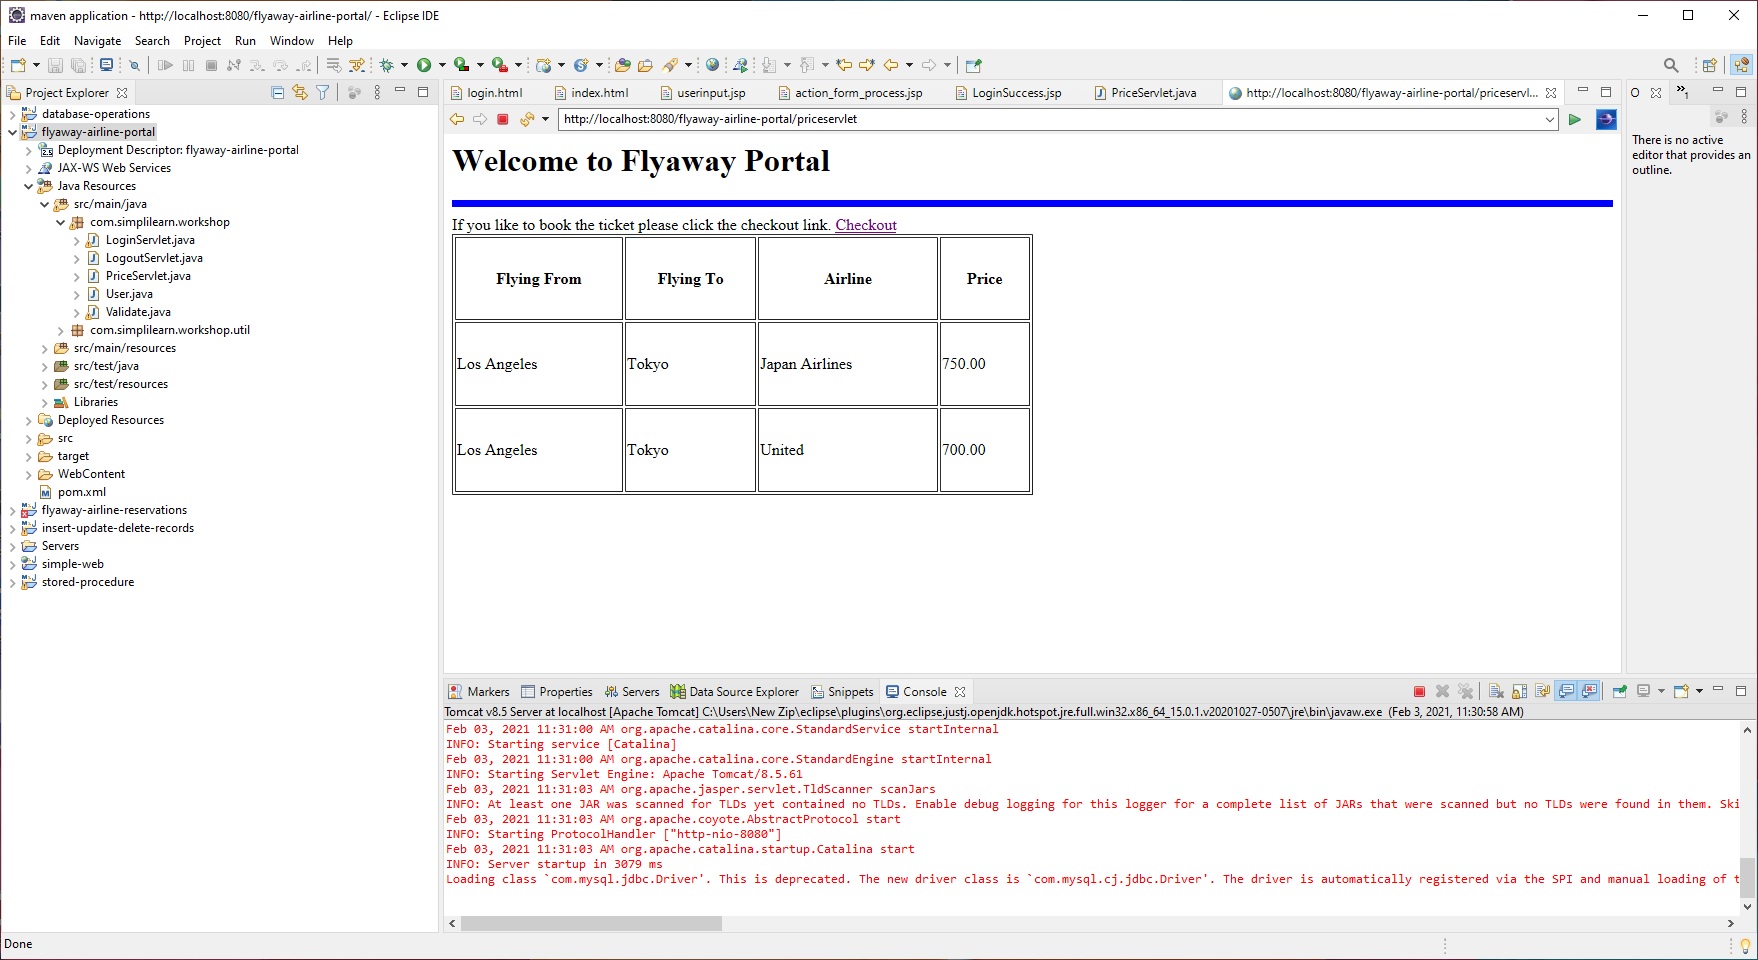 maven application - http://localhost:8080/flyaway-airline-portal/ - Eclipse IDE
File Edit Navigate Search Project Run Window Help
Project Explorer
database-operations
flyaway-airline-portal
Deployment Descriptor: flyaway-airline-portal
JAX-WS Web Services
Java Resources
src/main/java
com.simplilearn.workshop
LoginServlet.java
LogoutServlet.java
PriceServlet.java
User.java
Validate.java
com.simplilearn.workshop.util
src/main/resources
src/test/java
src/test/resources
Libraries
Deployed Resources
src
target
WebContent
pom.xml
flyaway-airline-reservations
insert-update-delete-records
Servers
simple-web
stored-procedure
login.html index.html userinput.jsp action_form_process.jsp LoginSuccess.jsp PriceServlet.java http://localhost:8080/flyaway-airline-portal/priceservl...
http://localhost:8080/flyaway-airline-portal/priceservlet
Welcome to Flyaway Portal
If you like to book the ticket please click the checkout link. Checkout
Flying From Flying To Airline Price
Los Angeles Tokyo Japan Airlines 750.00
Los Angeles Tokyo United 700.00
O »1
There is no active
editor that provides an
outline.
Markers Properties Servers Data Source Explorer Snippets Console
Tomcat v8.5 Server at localhost [Apache Tomcat] C:\Users\New Zip\eclipse\plugins\org.eclipse.justj.openjdk.hotspot.jre.full.win32.x86_64_15.0.1.v20201027-0507\jre\bin\javaw.exe (Feb 3, 2021, 11:30:58 AM)
Feb 03, 2021 11:31:00 AM org.apache.catalina.core.StandardService startInternal
INFO: Starting service [Catalina]
Feb 03, 2021 11:31:00 AM org.apache.catalina.core.StandardEngine startInternal
INFO: Starting Servlet Engine: Apache Tomcat/8.5.61
Feb 03, 2021 11:31:03 AM org.apache.jasper.servlet.TldScanner scanJars
INFO: At least one JAR was scanned for TLDs yet contained no TLDs. Enable debug logging for this logger for a complete list of JARs that were scanned but no TLDs were found in them. Ski
Feb 03, 2021 11:31:03 AM org.apache.coyote.AbstractProtocol start
INFO: Starting ProtocolHandler ["http-nio-8080"]
Feb 03, 2021 11:31:03 AM org.apache.catalina.startup.Catalina start
INFO: Server startup in 3079 ms
Loading class `com.mysql.jdbc.Driver'. This is deprecated. The new driver class is `com.mysql.cj.jdbc.Driver'. The driver is automatically registered via the SPI and manual loading of t
Done